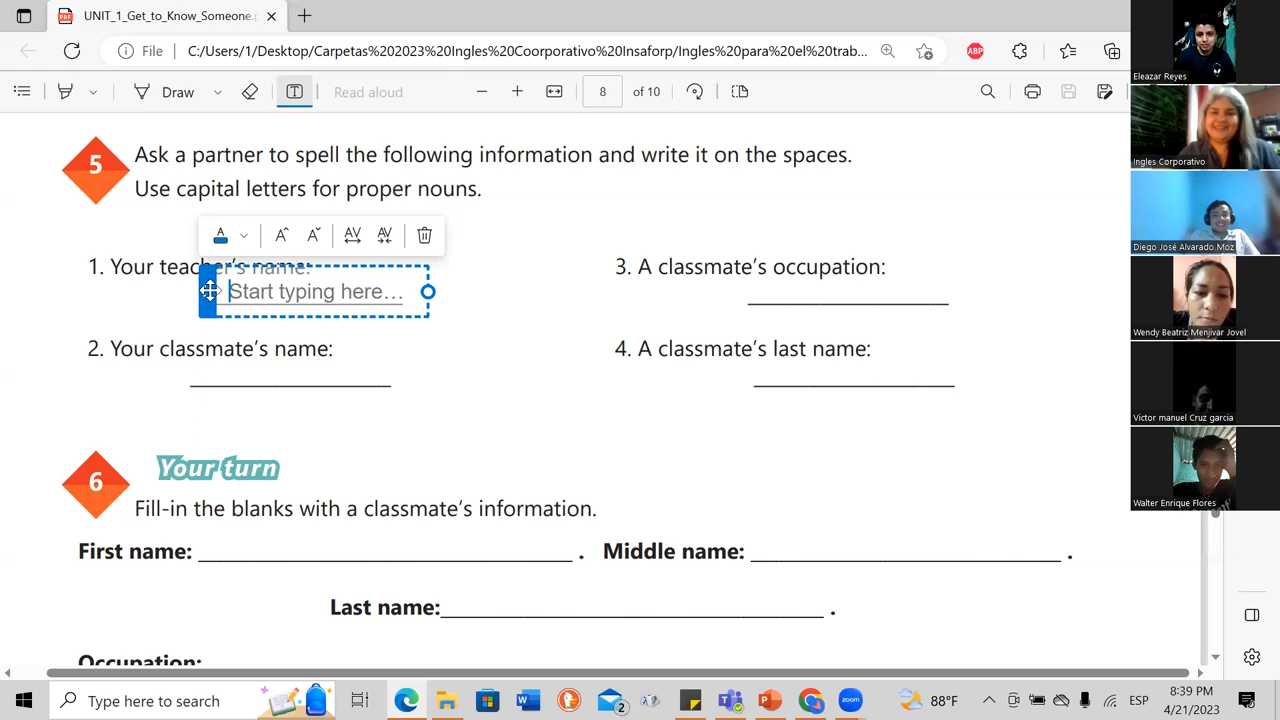 UNIT_1_Get_to_Know_Someone.p
File C:/Users/1/Desktop/Carpetas%202023%20Ingles%20Coorporativo%20Insaforp/Ingles%20para%20el%20trab...
ABP
Draw
Read aloud
8 of 10
5
Ask a partner to spell the following information and write it on the spaces.
Use capital letters for proper nouns.
1. Your teacher's name:
Start typing here...
3. A classmate's occupation:
2. Your classmate's name:
4. A classmate's last name:
6
Your turn
Fill-in the blanks with a classmate's information.
First name: . Middle name: .
Last name: .
Occupation:
Eleazar Reyes
Ingles Corporativo
Diego José Alvarado Moz
Wendy Beatriz Menjivar Jovel
Víctor manuel Cruz garcia
Walter Enrique Flores
Type here to search
2
zoom
88°F
ESP
8:39 PM
4/21/2023